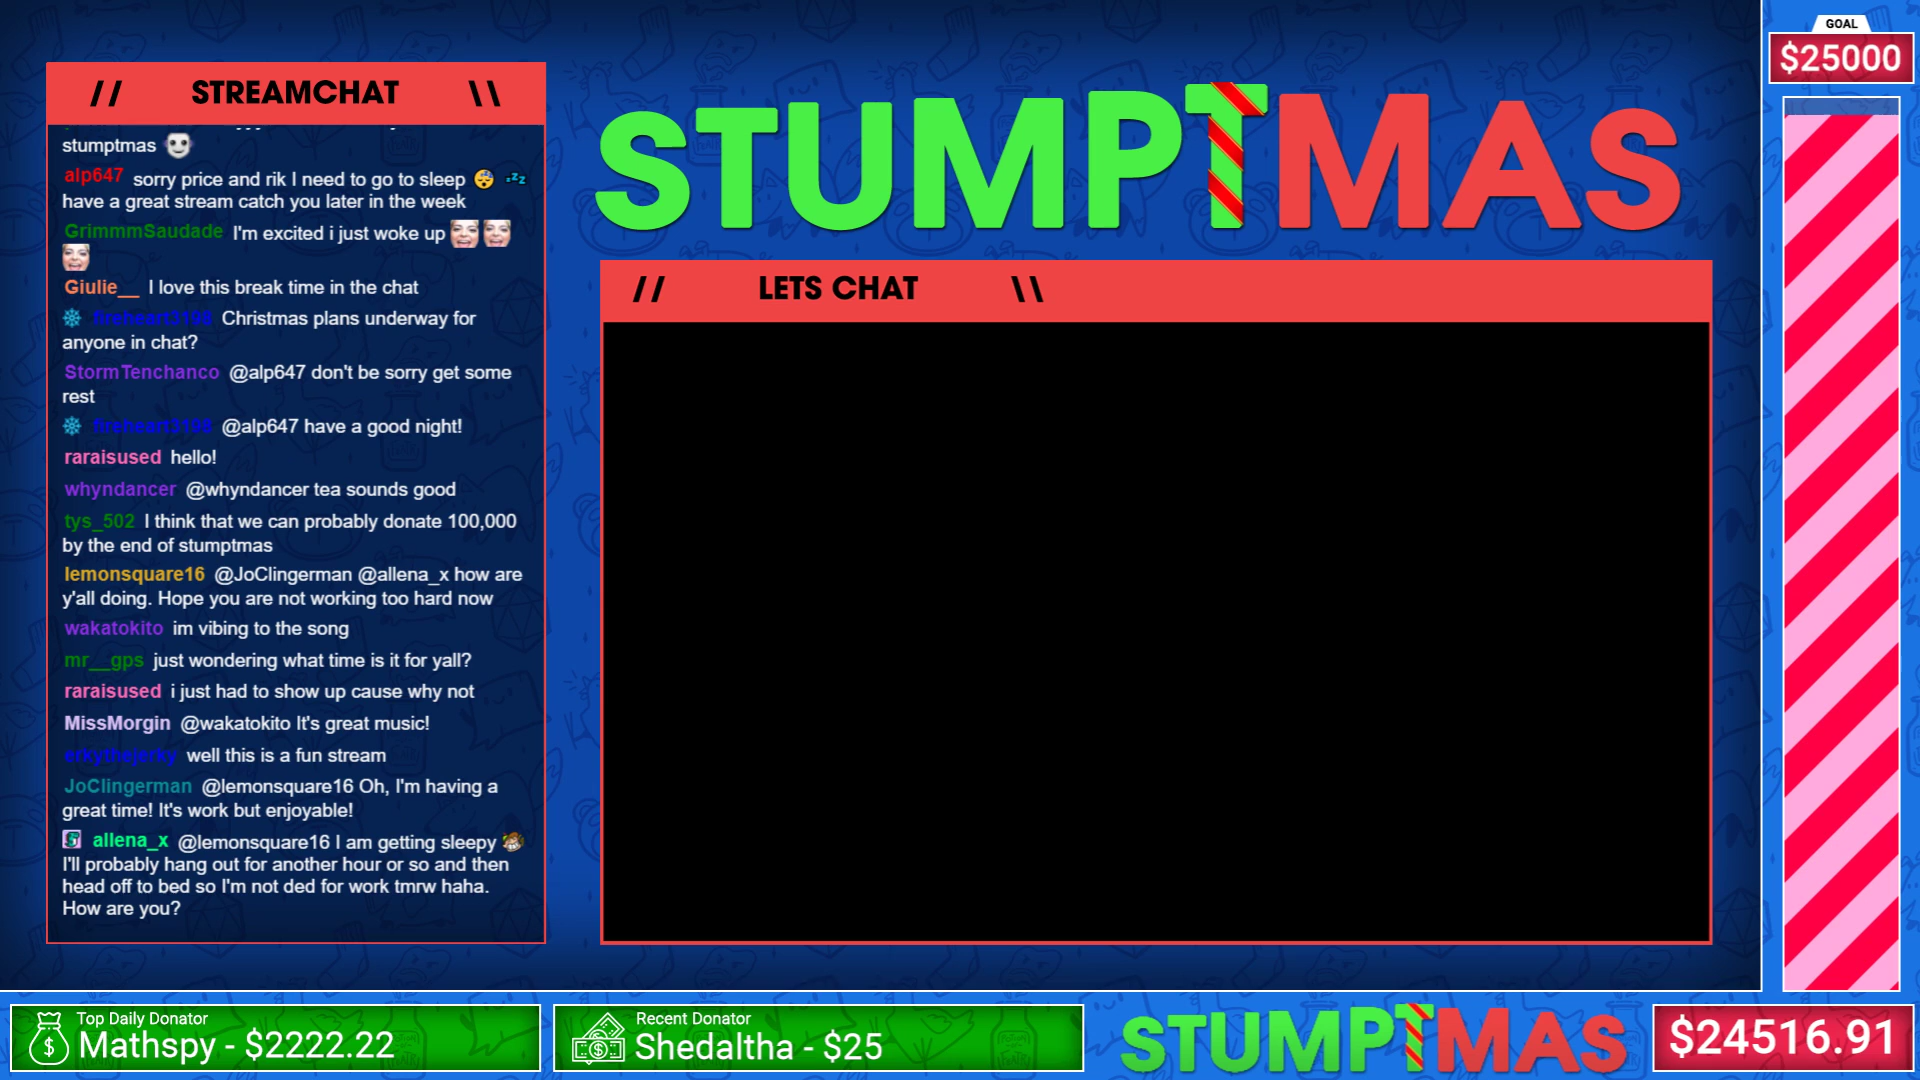 GOAL
$25000
// STREAMCHAT \\
STUMPTMAS
// LETS CHAT \\
stumptmas
alp647 sorry price and rik I need to go to sleep
have a great stream catch you later in the week
GrimmmSaudade I'm excited i just woke up
Giulie__ I love this break time in the chat
fireheart3198 Christmas plans underway for
anyone in chat?
StormTenchanco @alp647 don't be sorry get some
rest
fireheart3198 @alp647 have a good night!
raraisused hello!
whyndancer @whyndancer tea sounds good
tys_502 I think that we can probably donate 100,000
by the end of stumptmas
lemonsquare16 @JoClingerman @allena_x how are
y'all doing. Hope you are not working too hard now
wakatokito im vibing to the song
mr__gps just wondering what time is it for yall?
raraisused i just had to show up cause why not
MissMorgin @wakatokito It's great music!
erkythejerky well this is a fun stream
JoClingerman @lemonsquare16 Oh, I'm having a
great time! It's work but enjoyable!
allena_x @lemonsquare16 I am getting sleepy
I'll probably hang out for another hour or so and then
head off to bed so I'm not ded for work tmrw haha.
How are you?
Top Daily Donator
Mathspy - $2222.22
Recent Donator
Shedaltha - $25
STUMPTMAS
$24516.91